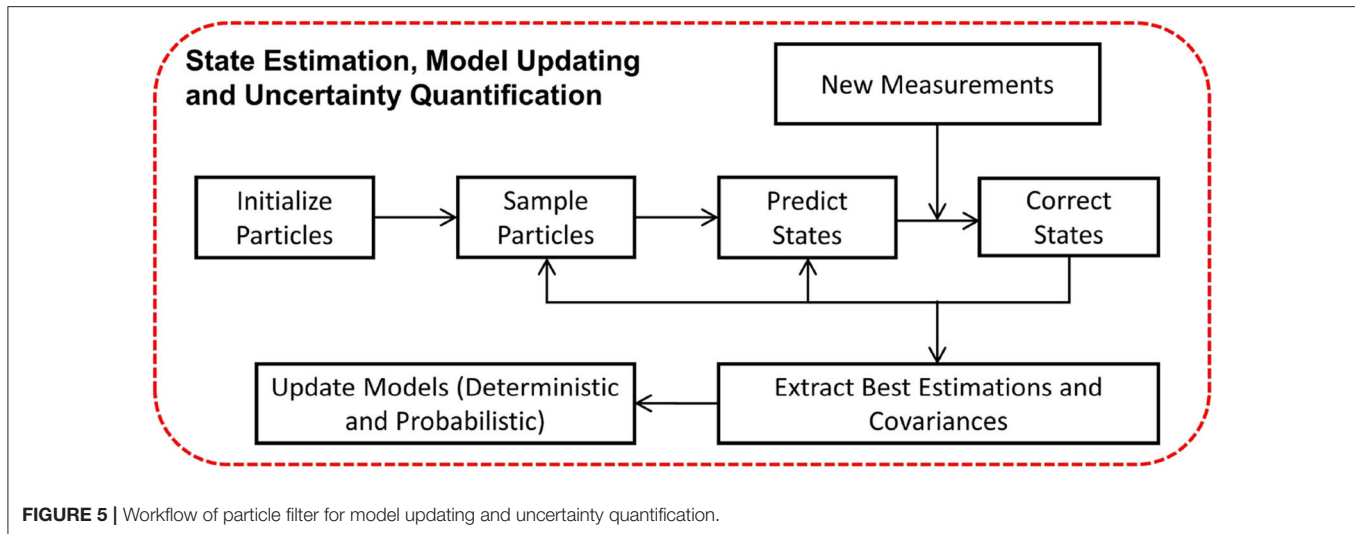 State Estimation, Model Updating
and Uncertainty Quantification
New Measurements
Initialize
Particles
Sample
Particles
Predict
States
Correct
States
Update Models (Deterministic
and Probabilistic)
Extract Best Estimations and
Covariances
FIGURE 5 | Workflow of particle filter for model updating and uncertainty quantification.